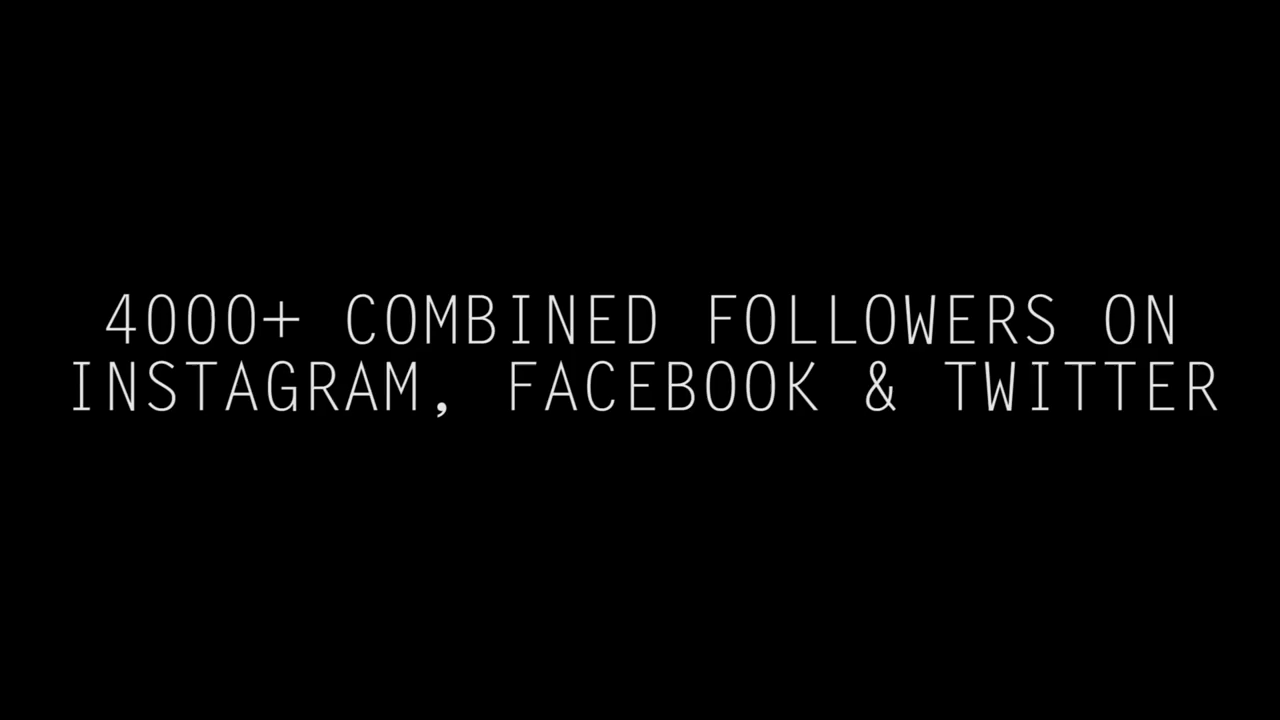 4000+ COMBINED FOLLOWERS ON
INSTAGRAM, FACEBOOK & TWITTER